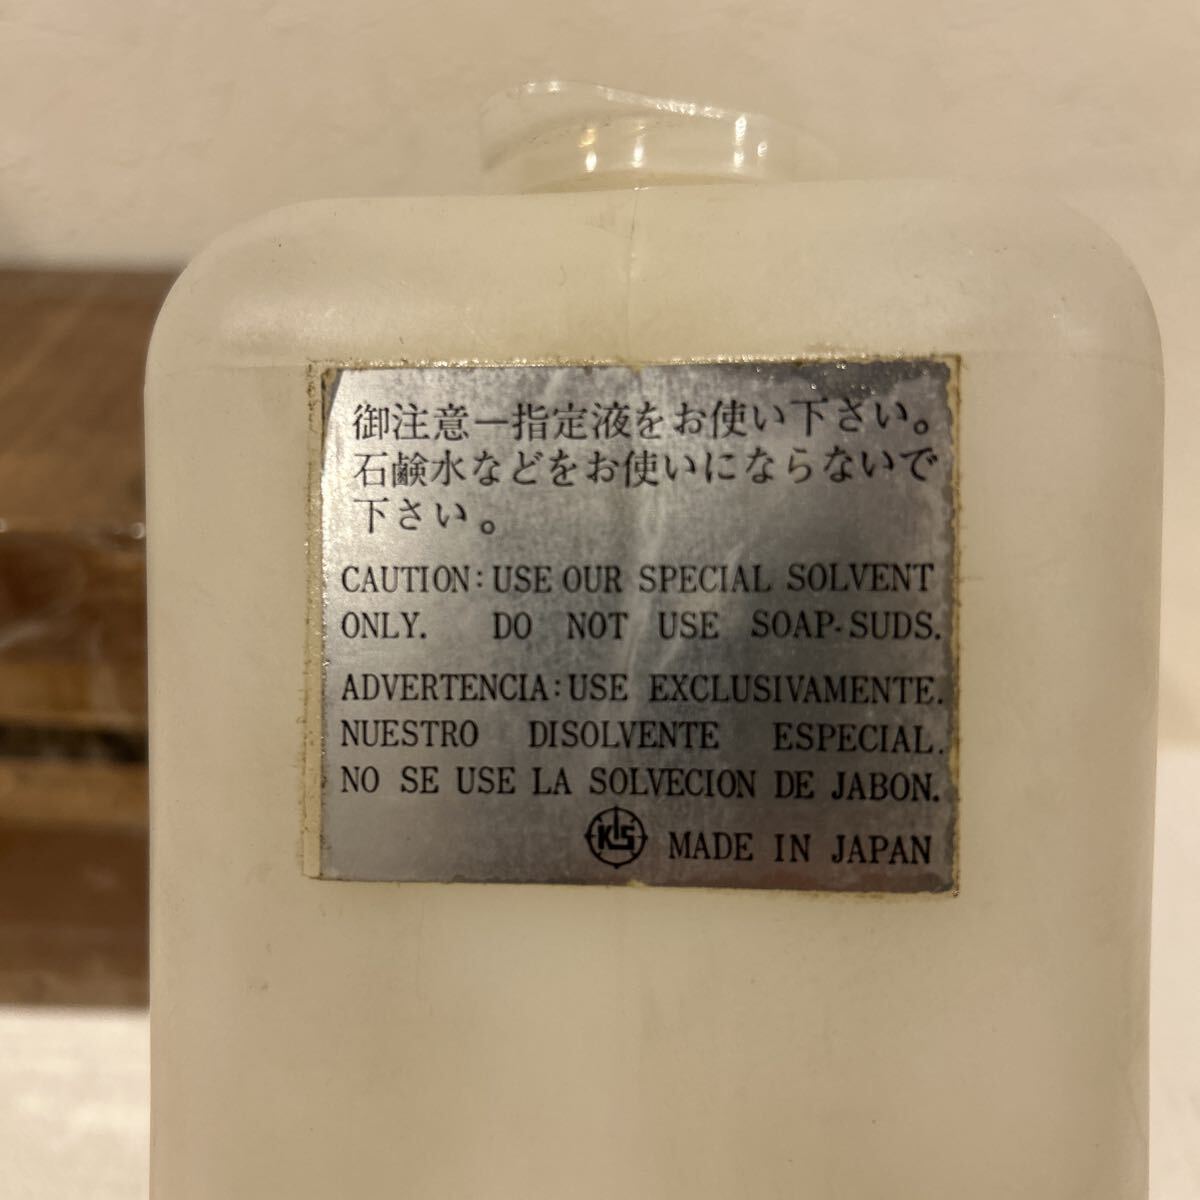 御注意ー指定液をお使い下さい。
石鹸水などをお使いにならないで
下さい。
CAUTION: USE OUR SPECIAL SOLVENT
ONLY. DO NOT USE SOAP-SUDS.
ADVERTENCIA: USE EXCLUSIVAMENTE.
NUESTRO DISOLVENTE ESPECIAL.
NO SE USE LA SOLVECION DE JABON.
KLS MADE IN JAPAN